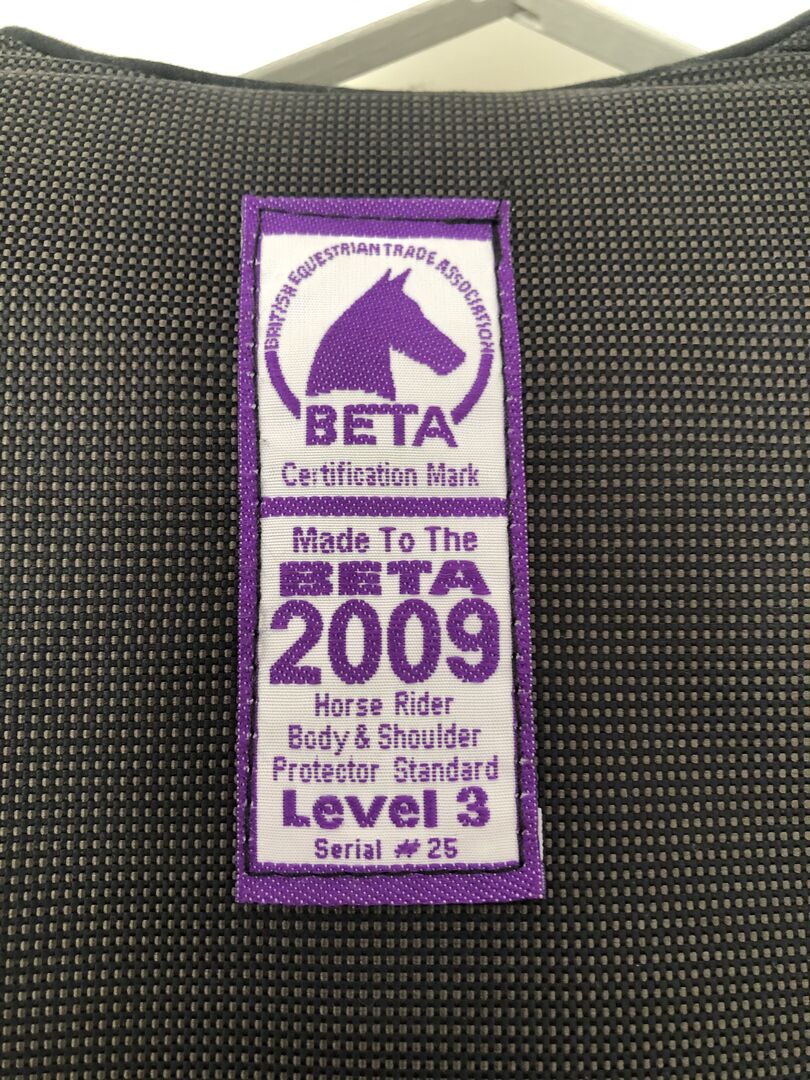 BRITISH EQUESTRIAN TRADE ASSOCIATION
BETA
Certification Mark
Made To The
BETA
2009
Horse Rider
Body & Shoulder
Protector Standard
Level 3
Serial # 25